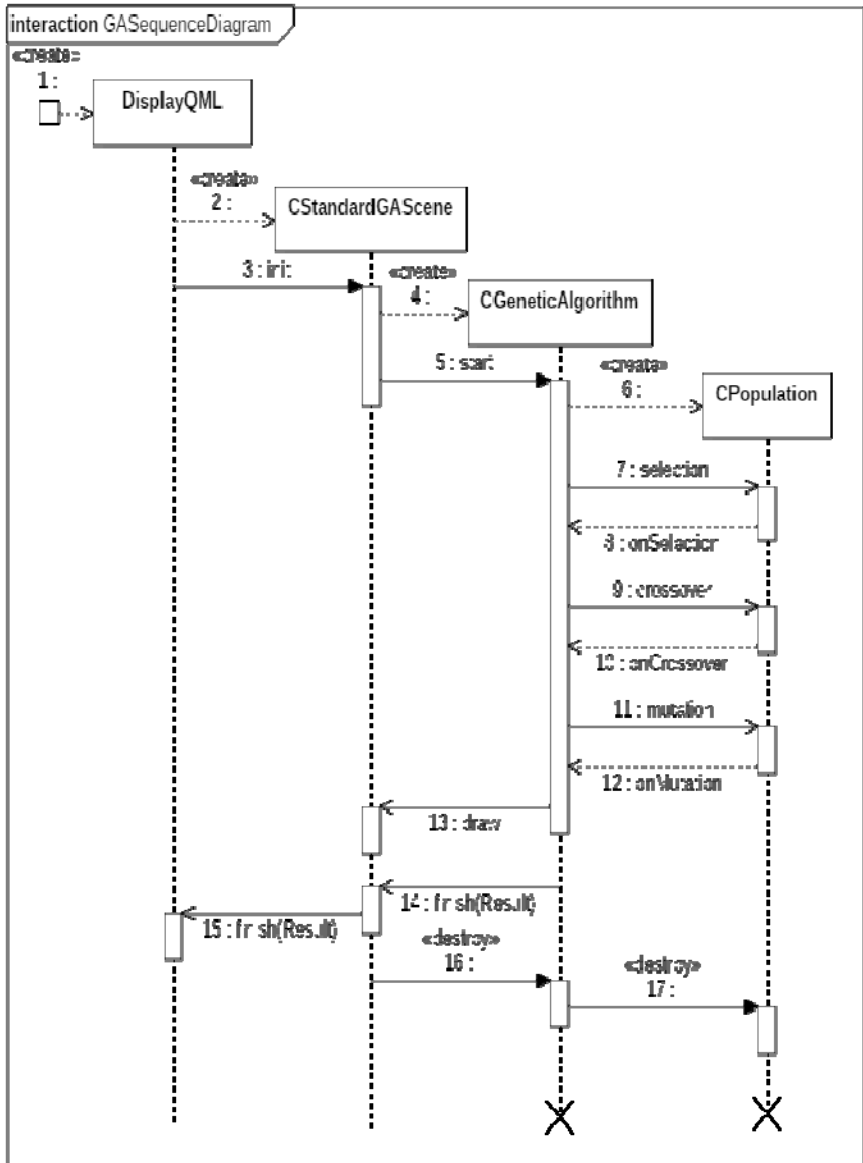 interaction GASequenceDiagram
«create»
1 :
DisplayQML
«create»
2 :
CStandardGAScene
3 : init
«create»
4 :
CGeneticAlgorithm
5 : start
«create»
6 :
CPopulation
7 : selection
8 : onSelection
9 : crossover
10 : onCrossover
11 : mutation
12 : onMutation
13 : draw
14 : finish(Result)
15 : finish(Result)
«destroy»
16 :
«destroy»
17 :